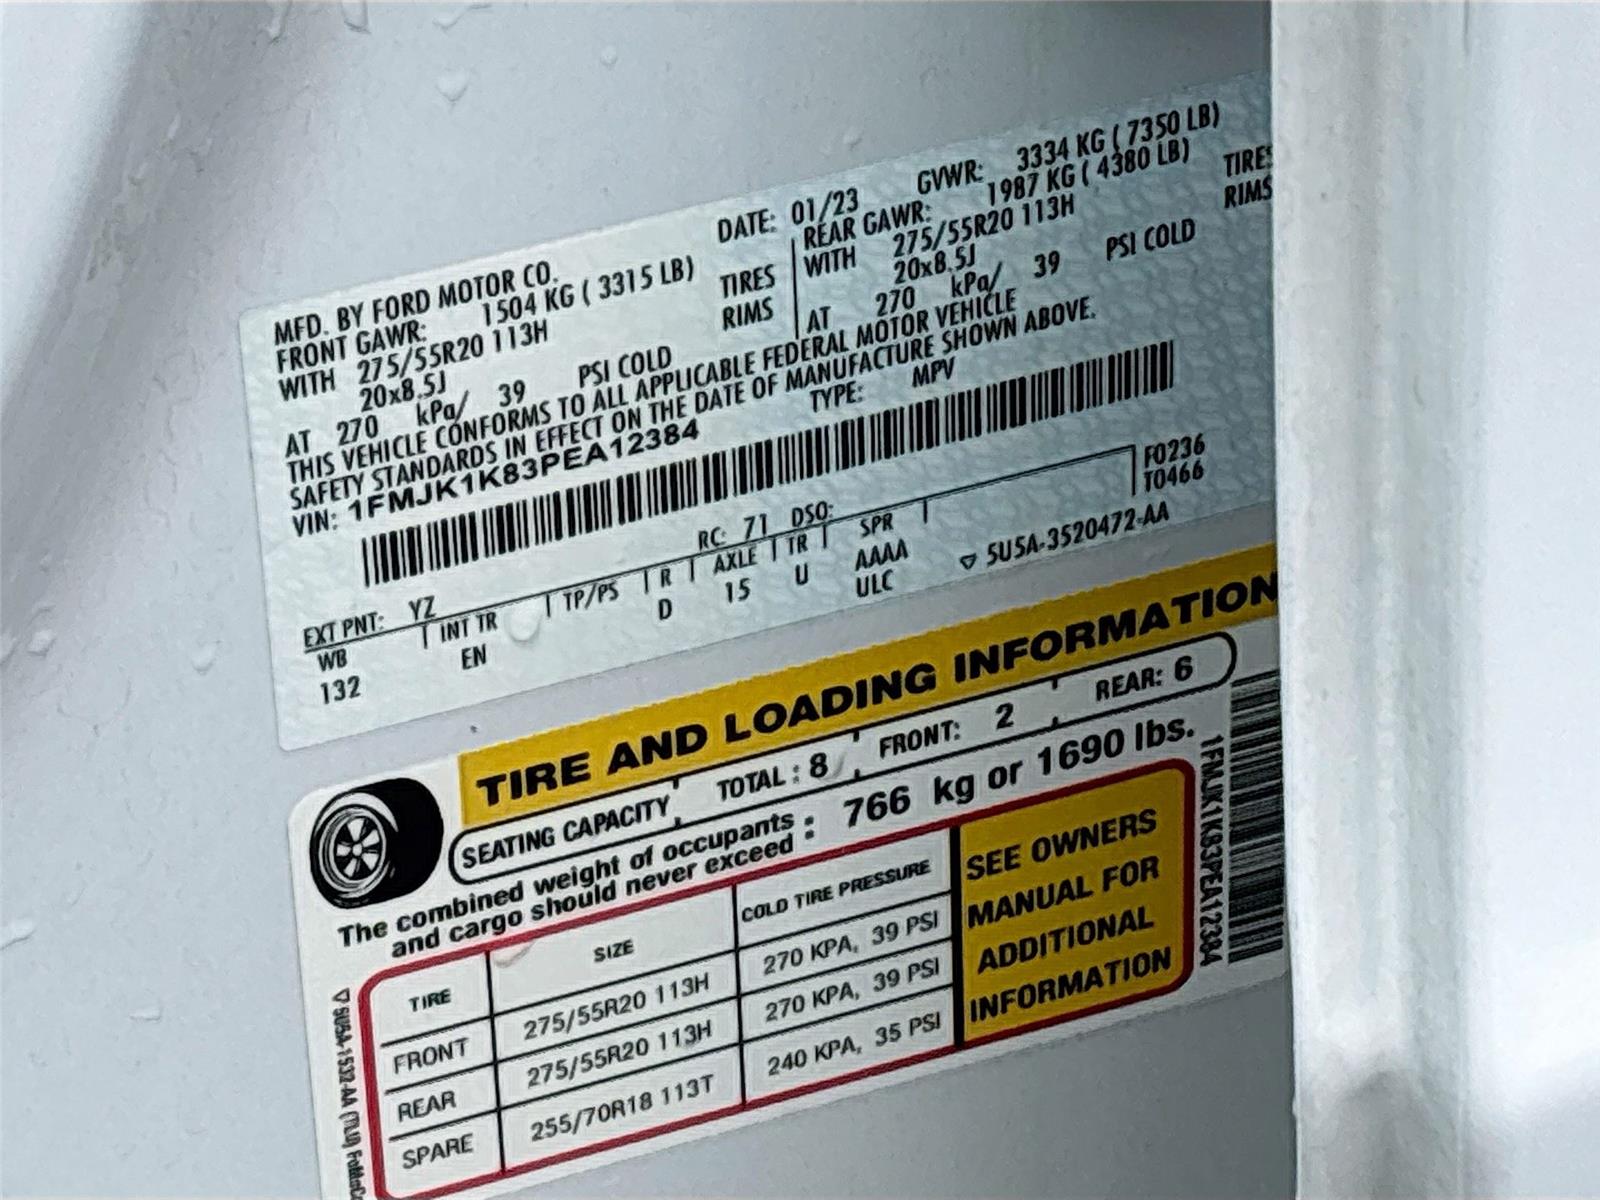 MFD. BY FORD MOTOR CO.
DATE: 01/23
GVWR: 3334 KG ( 7350 LB)
FRONT GAWR: 1504 KG ( 3315 LB)
REAR GAWR: 1987 KG ( 4380 LB)
WITH 275/55R20 113H TIRES
WITH 275/55R20 113H TIRES
20x8.5J RIMS
20x8.5J RIMS
AT 270 kPa/ 39 PSI COLD
AT 270 kPa/ 39 PSI COLD
THIS VEHICLE CONFORMS TO ALL APPLICABLE FEDERAL MOTOR VEHICLE
SAFETY STANDARDS IN EFFECT ON THE DATE OF MANUFACTURE SHOWN ABOVE.
VIN: 1FMJK1K83PEA12384
TYPE: MPV
F0236
T0466
EXT PNT: YZ RC: 71 DSO:
WB INT TR TP/PS R AXLE TR SPR
132 EN D 15 U AAAA
ULC
▽ 5U5A-3520472-AA
TIRE AND LOADING INFORMATION
SEATING CAPACITY TOTAL : 8 FRONT: 2 REAR: 6
The combined weight of occupants
and cargo should never exceed : 766 kg or 1690 lbs.
TIRE SIZE COLD TIRE PRESSURE
FRONT 275/55R20 113H 270 KPA, 39 PSI
REAR 275/55R20 113H 270 KPA, 39 PSI
SPARE 255/70R18 113T 240 KPA, 35 PSI
SEE OWNERS
MANUAL FOR
ADDITIONAL
INFORMATION
1FMJK1K83PEA12384
▽ 5U5A-1532-AA (TLU)